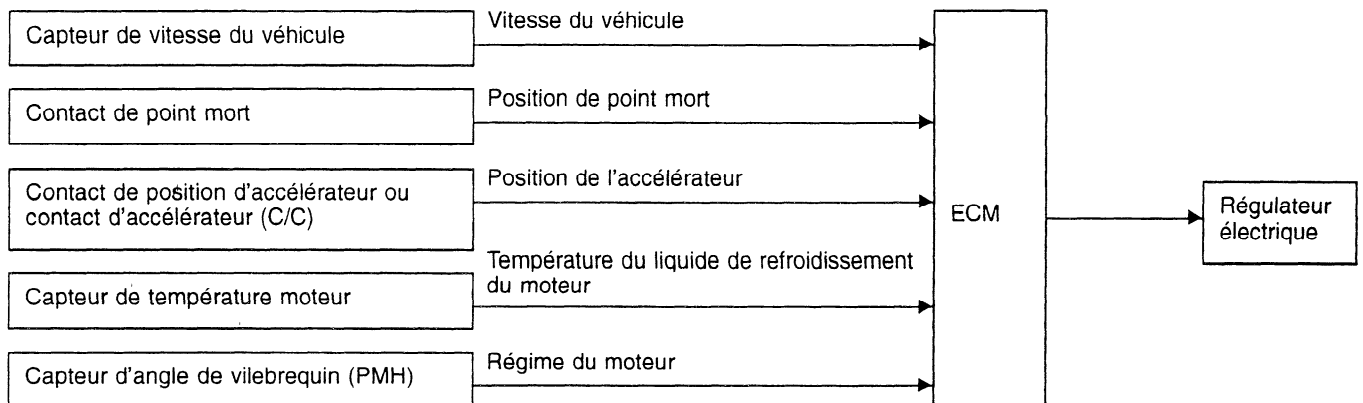 Capteur de vitesse du véhicule
Vitesse du véhicule
Contact de point mort
Position de point mort
Contact de position d'accélérateur ou
contact d'accélérateur (C/C)
Position de l'accélérateur
ECM
Régulateur
électrique
Capteur de température moteur
Température du liquide de refroidissement
du moteur
Capteur d'angle de vilebrequin (PMH)
Régime du moteur